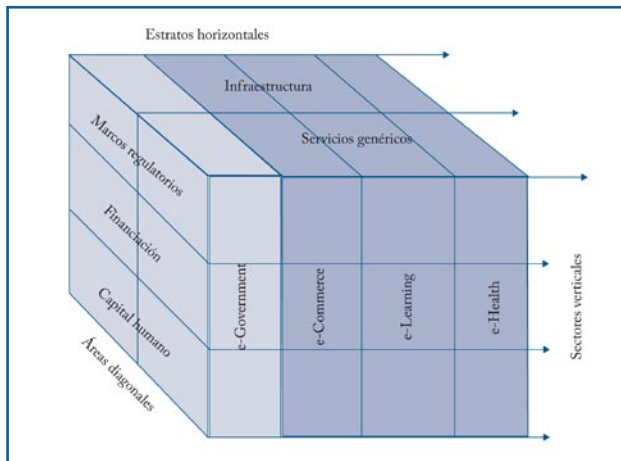 Estratos horizontales
Infraestructura
Servicios genéricos
Marcos regulatorios
Financiación
Capital humano
Áreas diagonales
e-Government
e-Commerce
e-Learning
e-Health
Sectores verticales